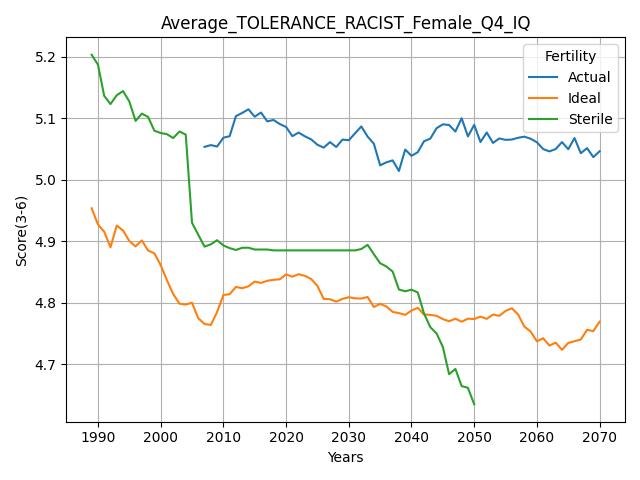 Average_TOLERANCE_RACIST_Female_Q4_IQ
Fertility
Actual
Ideal
Sterile
Score(3-6)
5.2
5.1
5.0
4.9
4.8
4.7
1990 2000 2010 2020 2030 2040 2050 2060 2070
Years